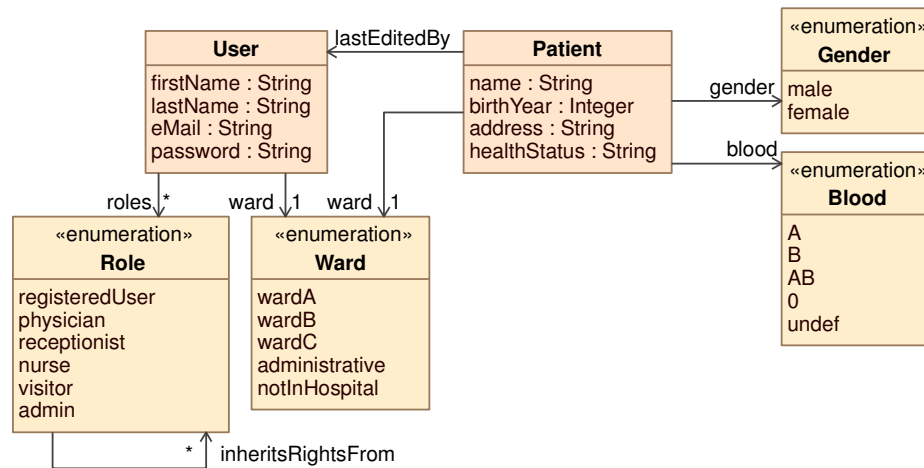 User
firstName : String
lastName : String
eMail : String
password : String
lastEditedBy
Patient
name : String
birthYear : Integer
address : String
healthStatus : String
«enumeration»
Gender
male
female
gender
blood
«enumeration»
Blood
A
B
AB
0
undef
roles
*
ward
1
ward
1
«enumeration»
Role
registeredUser
physician
receptionist
nurse
visitor
admin
«enumeration»
Ward
wardA
wardB
wardC
administrative
notInHospital
*
inheritsRightsFrom